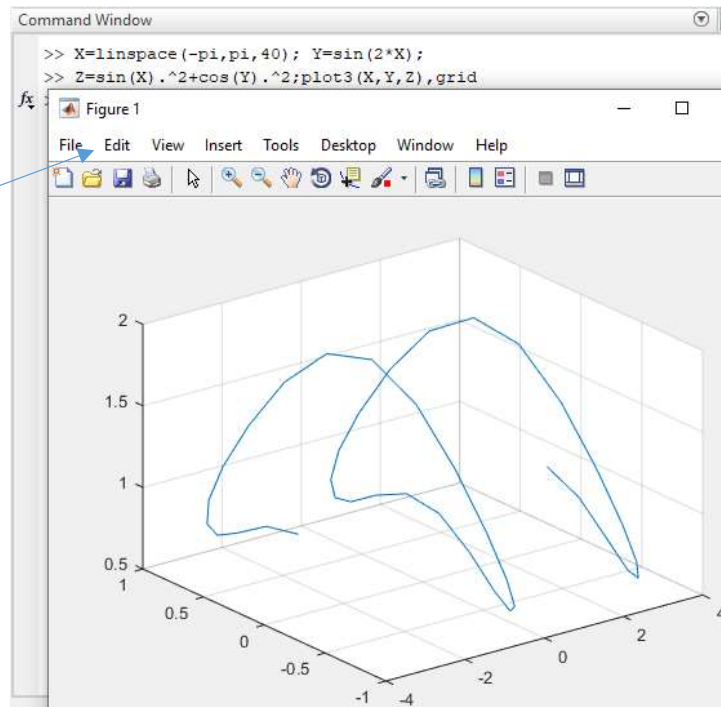 Command Window
>> X=linspace(-pi,pi,40); Y=sin(2*X);
>> Z=sin(X).^2+cos(Y).^2;plot3(X,Y,Z),grid
fx
Figure 1
File Edit View Insert Tools Desktop Window Help
2
1.5
1
0.5
1
0.5
0
-0.5
-1
-4
-2
0
2
4